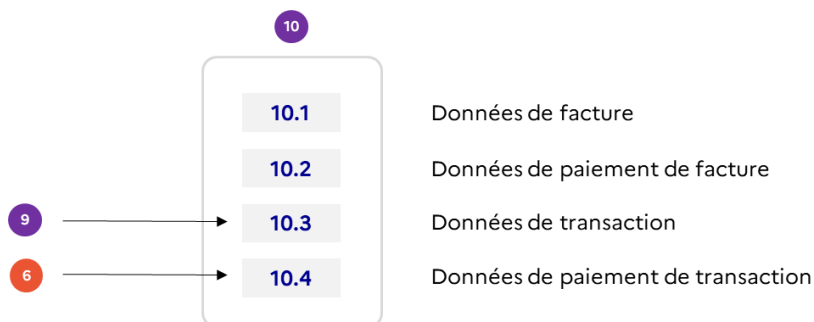 10
10.1 Données de facture
10.2 Données de paiement de facture
9 10.3 Données de transaction
6 10.4 Données de paiement de transaction